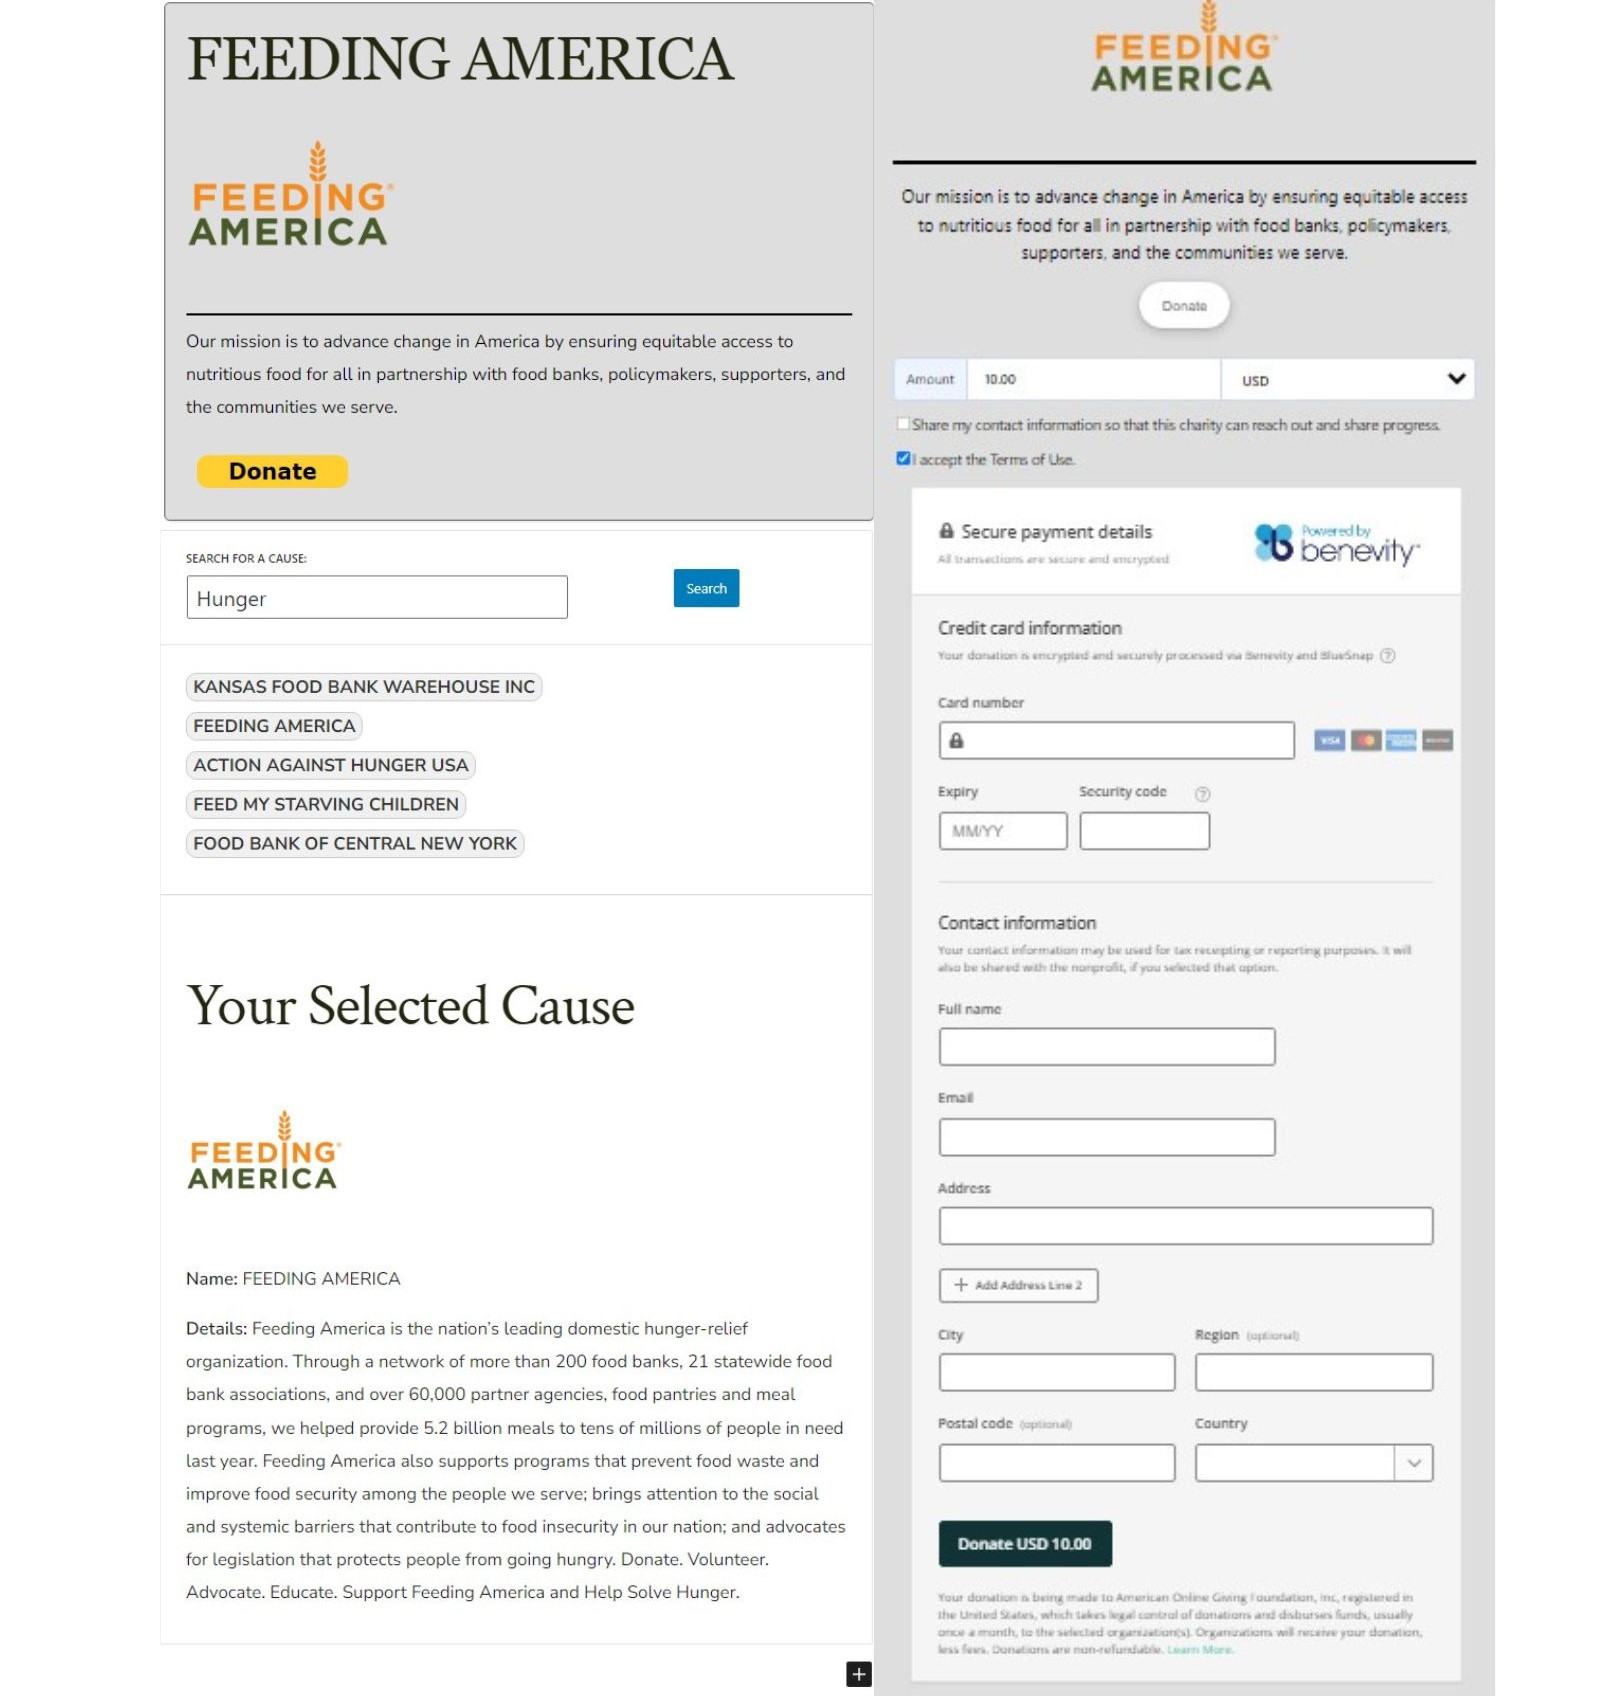 FEEDING AMERICA
FEEDING®
AMERICA
Our mission is to advance change in America by ensuring equitable access to
nutritious food for all in partnership with food banks, policymakers, supporters, and
the communities we serve.
Donate
SEARCH FOR A CAUSE:
Hunger
Search
KANSAS FOOD BANK WAREHOUSE INC
FEEDING AMERICA
ACTION AGAINST HUNGER USA
FEED MY STARVING CHILDREN
FOOD BANK OF CENTRAL NEW YORK
Your Selected Cause
FEEDING®
AMERICA
Name: FEEDING AMERICA
Details: Feeding America is the nation’s leading domestic hunger-relief
organization. Through a network of more than 200 food banks, 21 statewide food
bank associations, and over 60,000 partner agencies, food pantries and meal
programs, we helped provide 5.2 billion meals to tens of millions of people in need
last year. Feeding America also supports programs that prevent food waste and
improve food security among the people we serve; brings attention to the social
and systemic barriers that contribute to food insecurity in our nation; and advocates
for legislation that protects people from going hungry. Donate. Volunteer.
Advocate. Educate. Support Feeding America and Help Solve Hunger.
FEEDING®
AMERICA
Our mission is to advance change in America by ensuring equitable access
to nutritious food for all in partnership with food banks, policymakers,
supporters, and the communities we serve.
Donate
Amount 10.00 USD
Share my contact information so that this charity can reach out and share progress.
I accept the Terms of Use.
Secure payment details
All transactions are secure and encrypted
Powered by
benevity
Credit card information
Your donation is encrypted and securely processed via Benevity and BlueSnap ?
Card number
VISA
Expiry Security code ?
MM/YY
Contact information
Your contact information may be used for tax receipting or reporting purposes. It will
also be shared with the nonprofit, if you selected that option.
Full name
Email
Address
+ Add Address Line 2
City Region (optional)
Postal code (optional) Country
Donate USD 10.00
Your donation is being made to American Online Giving Foundation, Inc, registered in
the United States, which takes legal control of donations and disburses funds, usually
once a month, to the selected organization(s). Organizations will receive your donation,
less fees. Donations are non-refundable. Learn More.